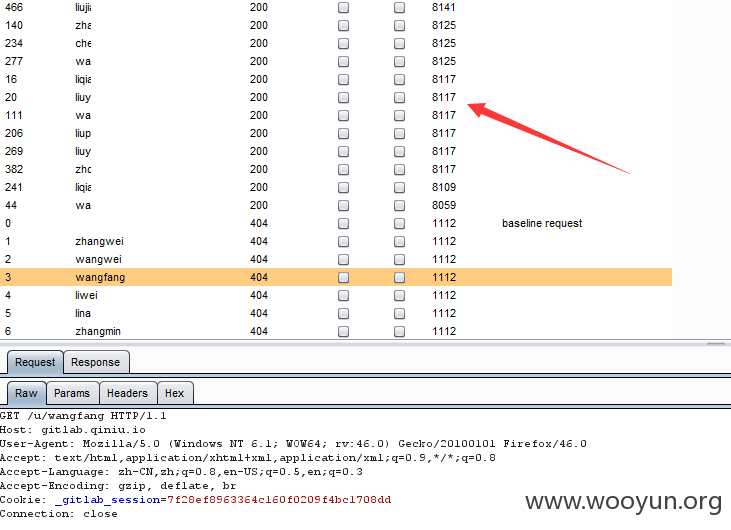 466 liujia 200 8141
140 zha 200 8125
234 che 200 8125
277 wa 200 8125
16 liqia 200 8117
20 liuy 200 8117
111 wa 200 8117
206 liup 200 8117
269 liuy 200 8117
382 zho 200 8117
241 liqia 200 8109
44 wa 200 8059
0 404 1112 baseline request
1 zhangwei 404 1112
2 wangwei 404 1112
3 wangfang 404 1112
4 liwei 404 1112
5 lina 404 1112
6 zhangmin 404 1112
Request Response
Raw Params Headers Hex
GET /u/wangfang HTTP/1.1
Host: gitlab.qiniu.io
User-Agent: Mozilla/5.0 (Windows NT 6.1; WOW64; rv:46.0) Gecko/20100101 Firefox/46.0
Accept: text/html,application/xhtml+xml,application/xml;q=0.9,*/*;q=0.8
Accept-Language: zh-CN,zh;q=0.8,en-US;q=0.5,en;q=0.3
Accept-Encoding: gzip, deflate, br
Cookie: _gitlab_session=7f28ef8963364c160f0209f4bc1708dd
Connection: close
www.wooyun.org